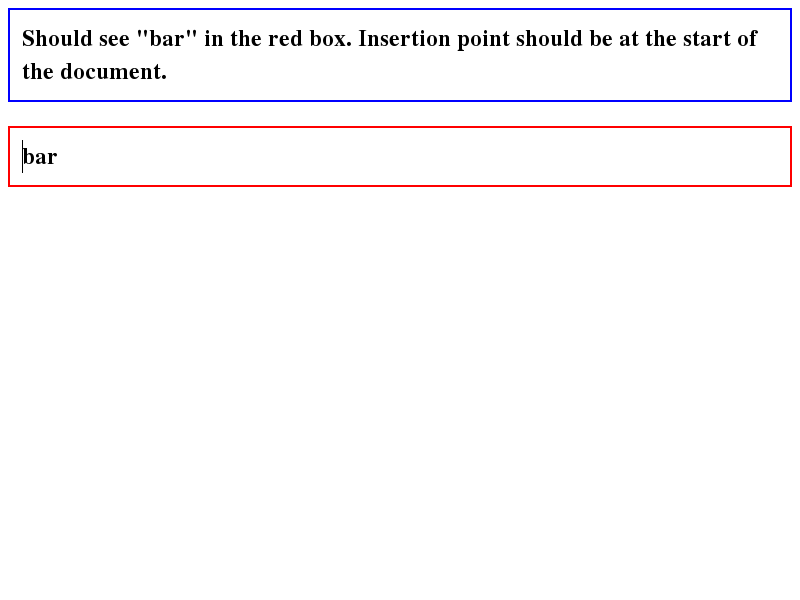 Should see "bar" in the red box. Insertion point should be at the start of
the document.
bar